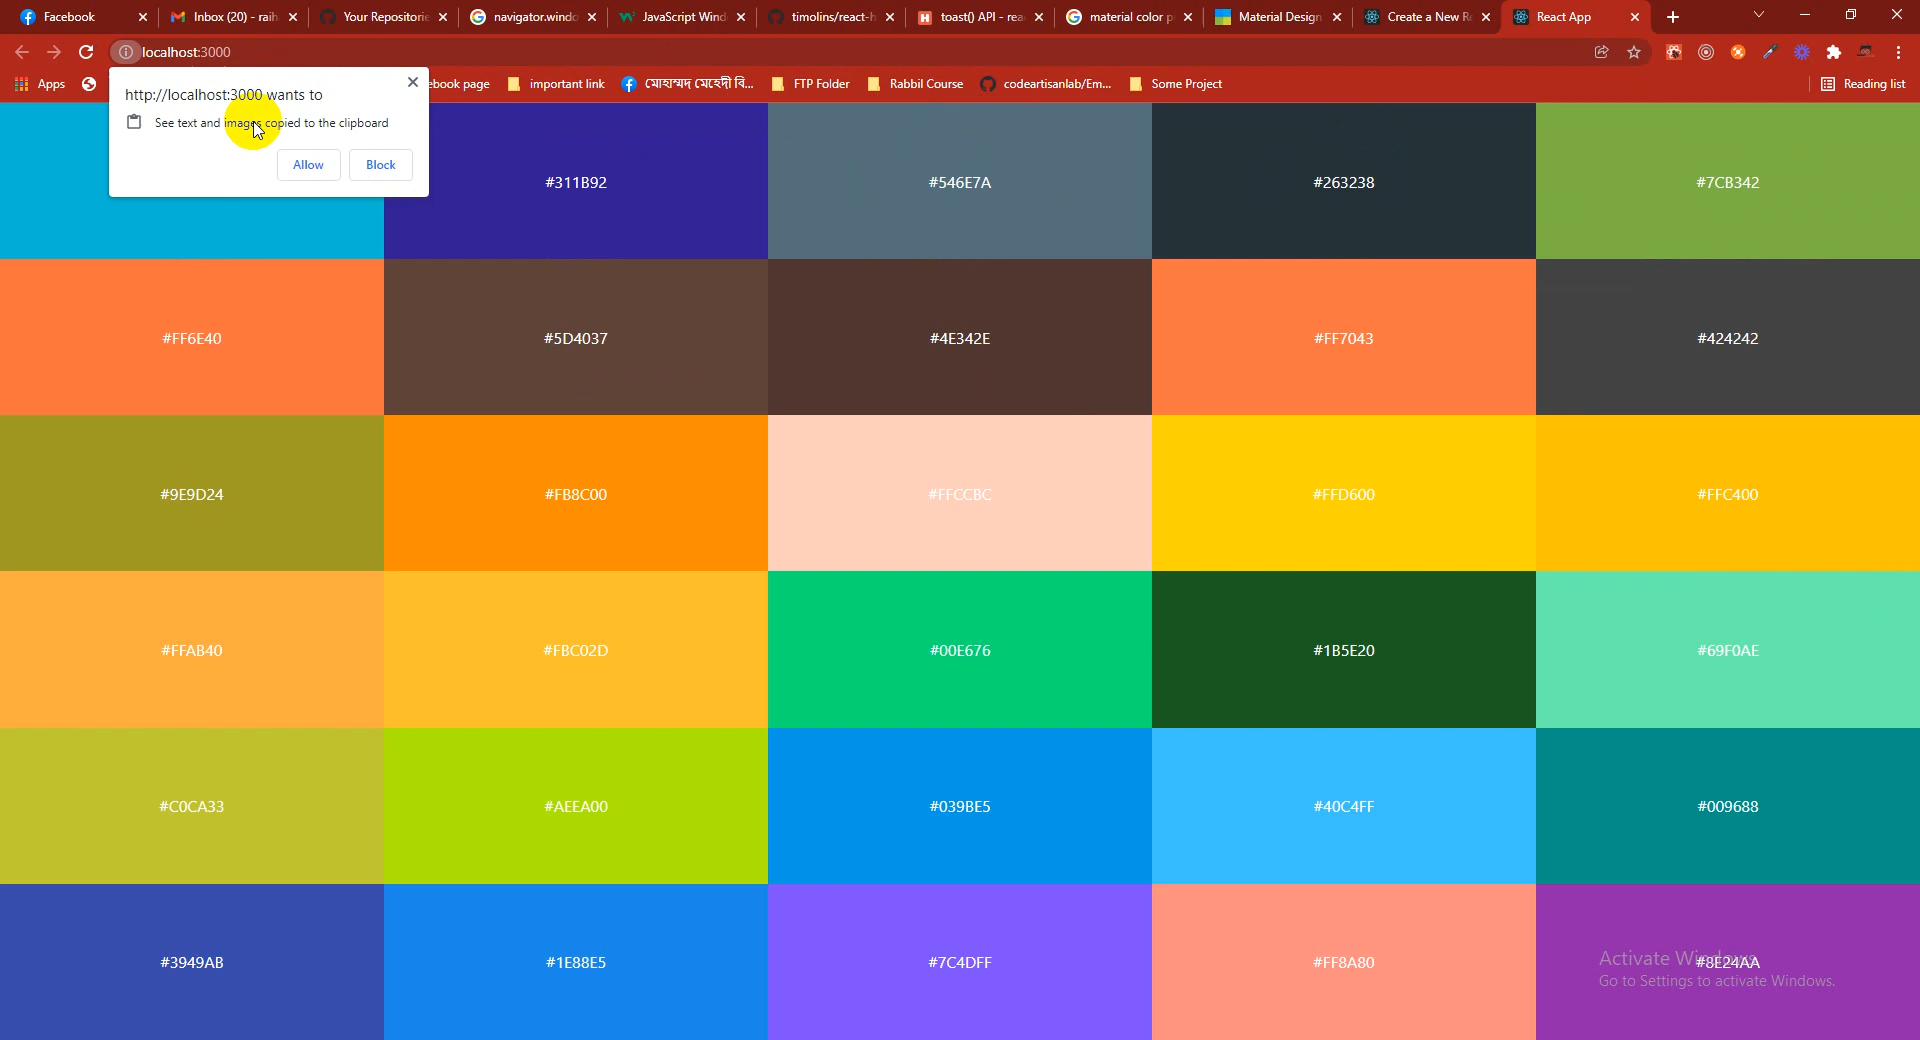 Facebook
Inbox (20) - raih
Your Repositorie
navigator.windo
JavaScript Wind
timolins/react-h
toast() API - rea
material color p
Material Design
Create a New R
React App
localhost:3000
Apps
ebook page
important link
মোহাম্মদ মেহেদী বি...
FTP Folder
Rabbil Course
codeartisanlab/Em...
Some Project
Reading list
http://localhost:3000 wants to
See text and images copied to the clipboard
Allow
Block
#311B92
#546E7A
#263238
#7CB342
#FF6E40
#5D4037
#4E342E
#FF7043
#424242
#9E9D24
#FB8C00
#FFCCBC
#FFD600
#FFC400
#FFAB40
#FBC02D
#00E676
#1B5E20
#69F0AE
#C0CA33
#AEEA00
#039BE5
#40C4FF
#009688
#3949AB
#1E88E5
#7C4DFF
#FF8A80
#8E24AA
Activate Windows
Go to Settings to activate Windows.